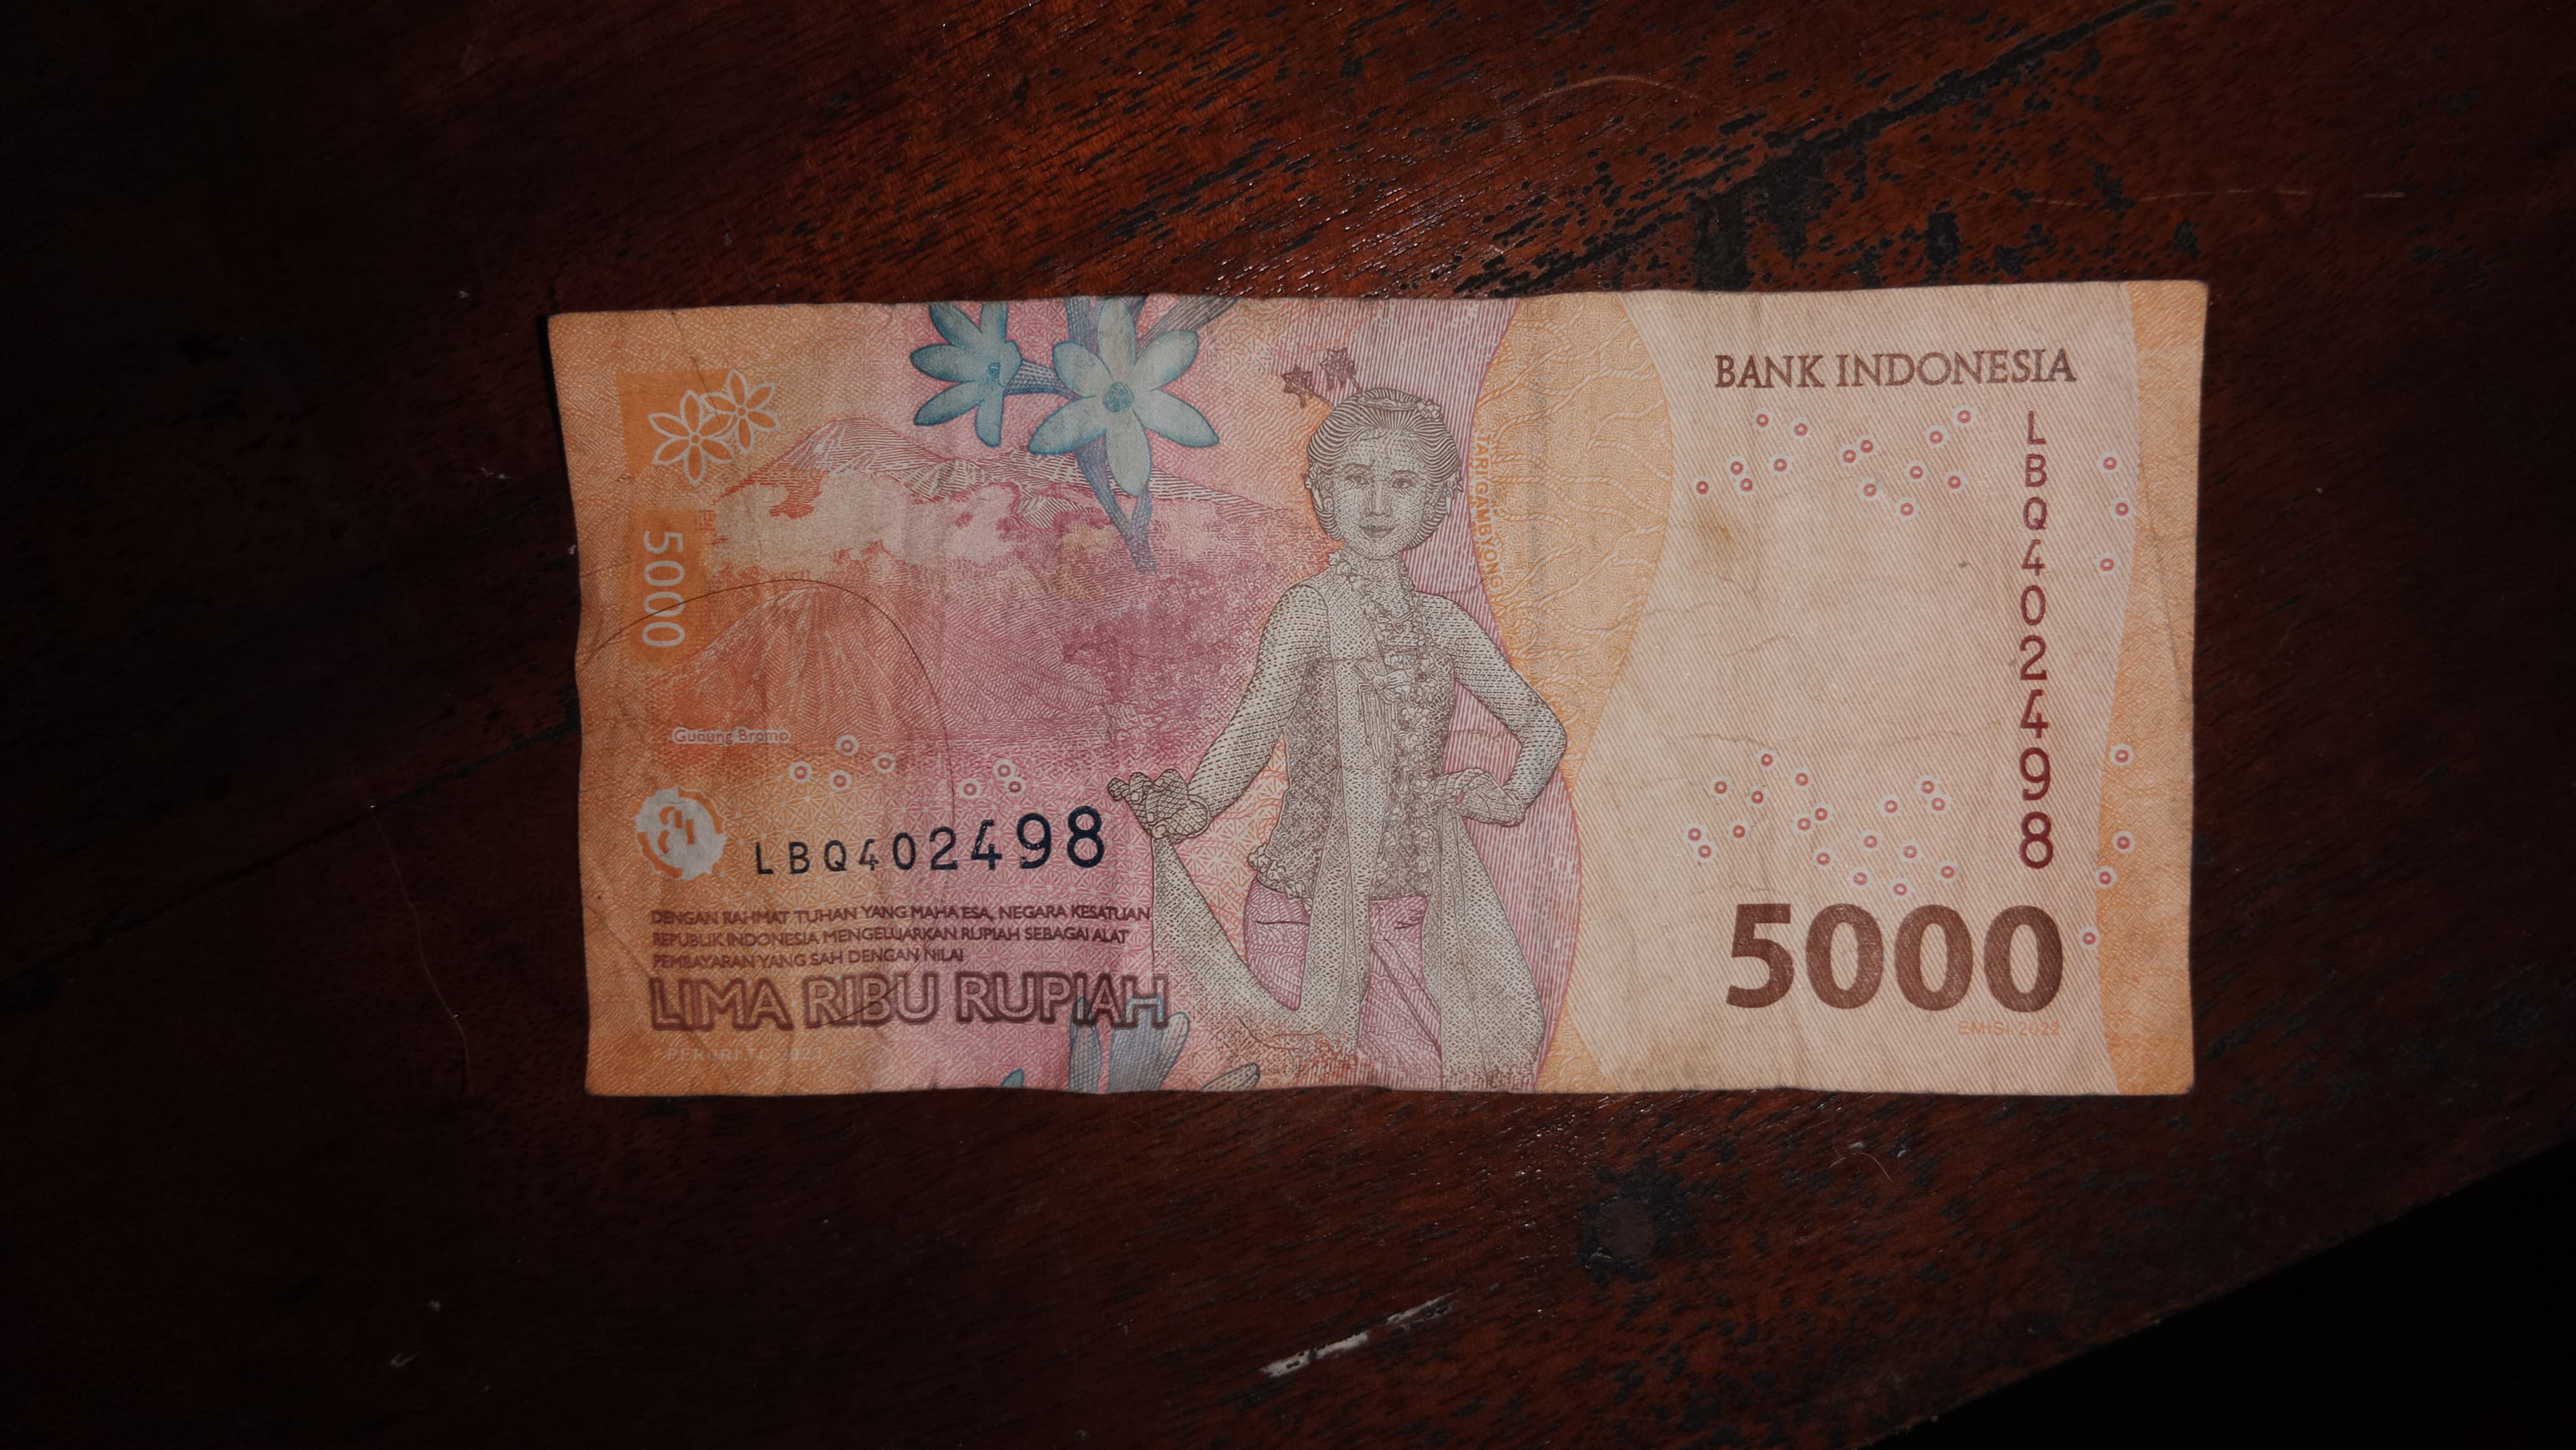 BANK INDONESIA
LBQ402498
TARI GAMBYONG
5000
Gunung Bromo
LBQ402498
DENGAN RAHMAT TUHAN YANG MAHA ESA, NEGARA KESATUAN
REPUBLIK INDONESIA MENGELUARKAN RUPIAH SEBAGAI ALAT
PEMBAYARAN YANG SAH DENGAN NILAI
LIMA RIBU RUPIAH
PERURI TC 2023
5000
EMISI 2022